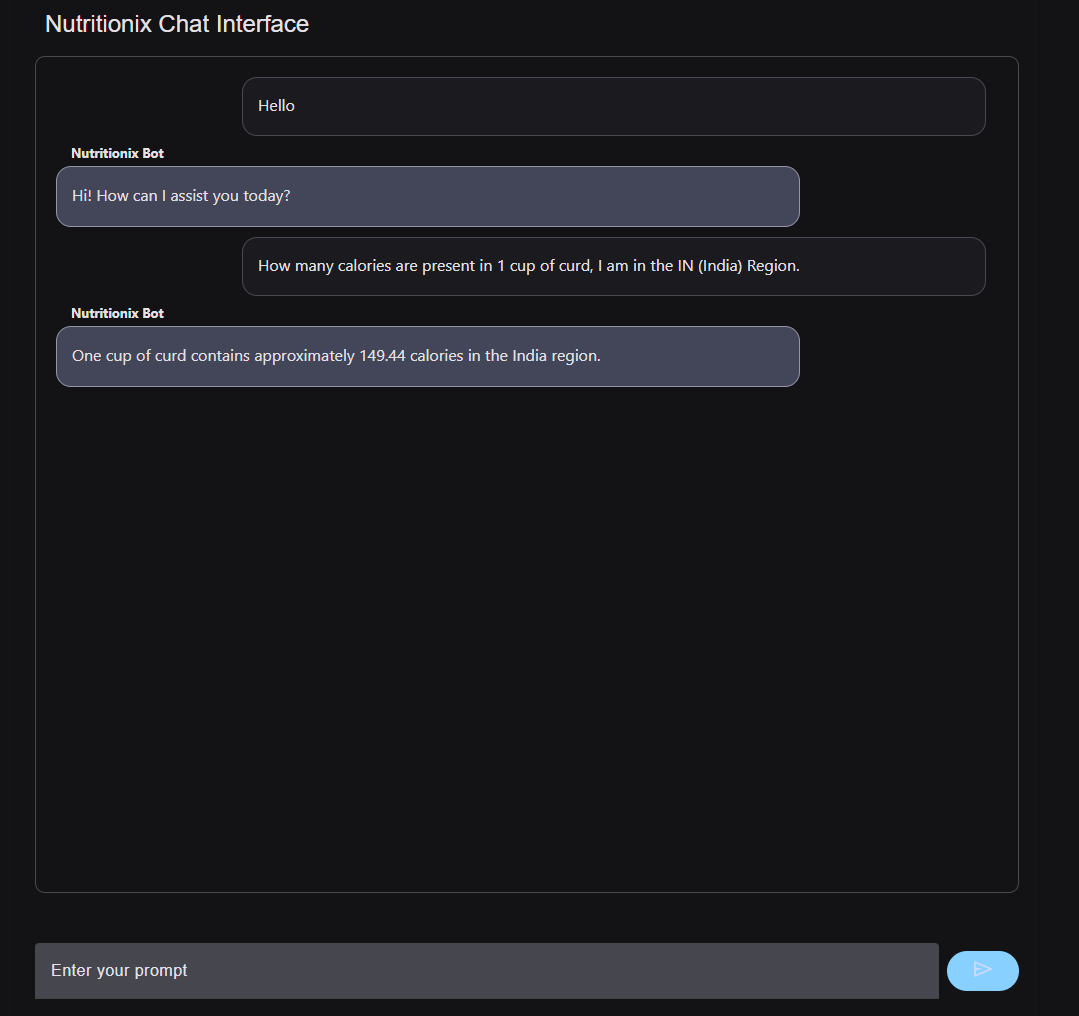 Nutritionix Chat Interface
Hello
Nutritionix Bot
Hi! How can I assist you today?
How many calories are present in 1 cup of curd, I am in the IN (India) Region.
Nutritionix Bot
One cup of curd contains approximately 149.44 calories in the India region.
Enter your prompt